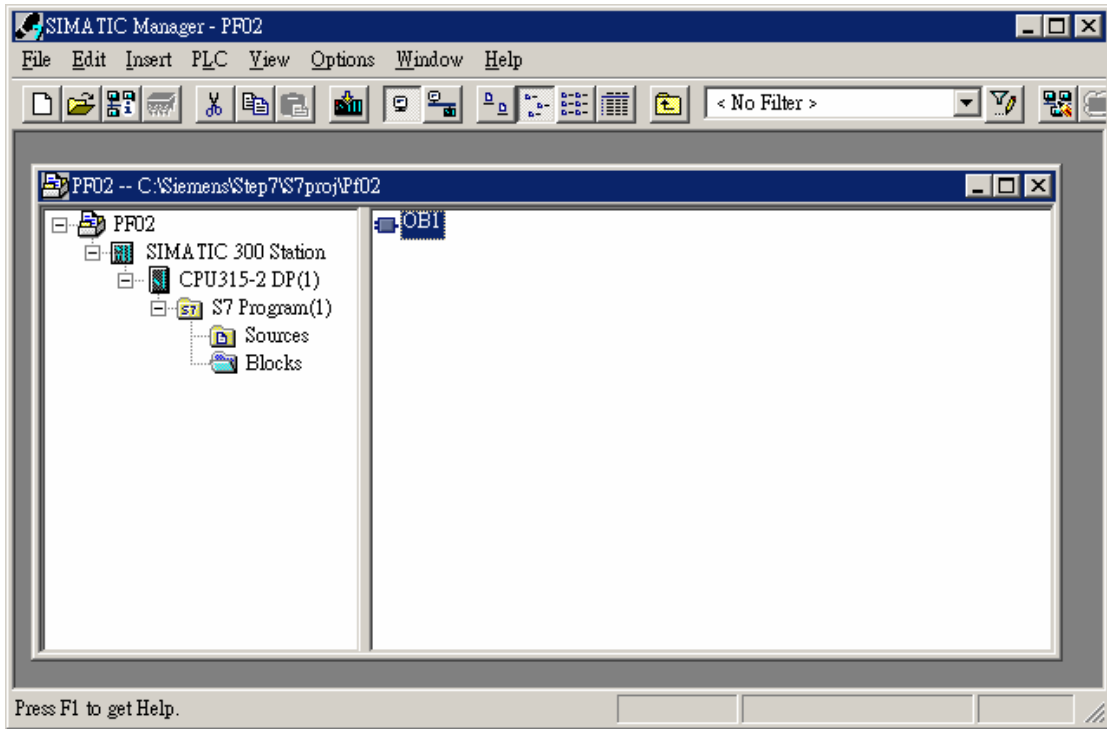 SIMATIC Manager - PF02
File Edit Insert PLC View Options Window Help
< No Filter >
PF02 -- C:\Siemens\Step7\S7proj\Pf02
PF02
SIMATIC 300 Station
CPU315-2 DP(1)
S7 Program(1)
Sources
Blocks
OB1
Press F1 to get Help.